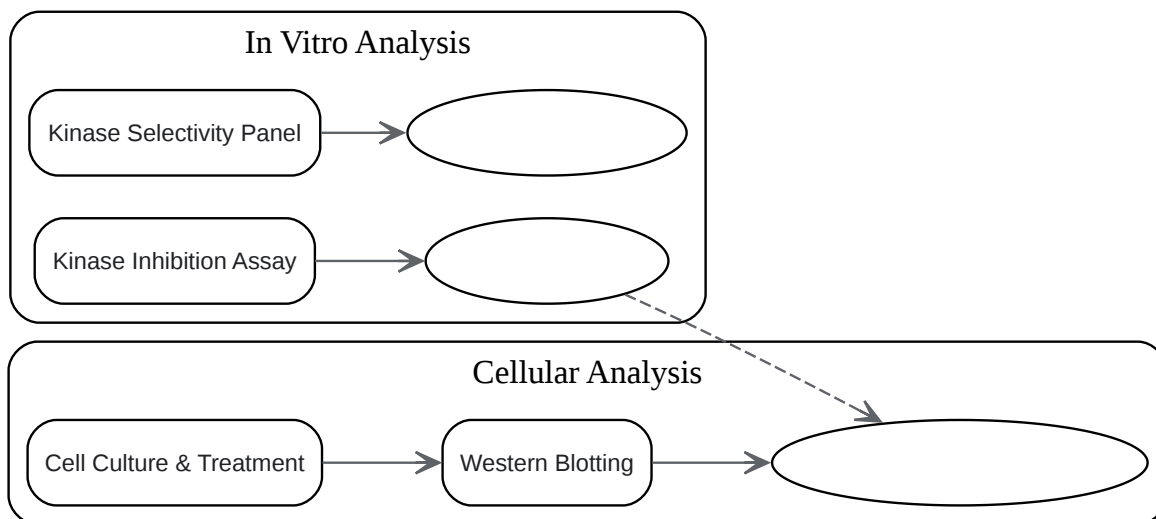 In Vitro Analysis
Kinase Selectivity Panel
Kinase Inhibition Assay
Cellular Analysis
Cell Culture & Treatment
Western Blotting